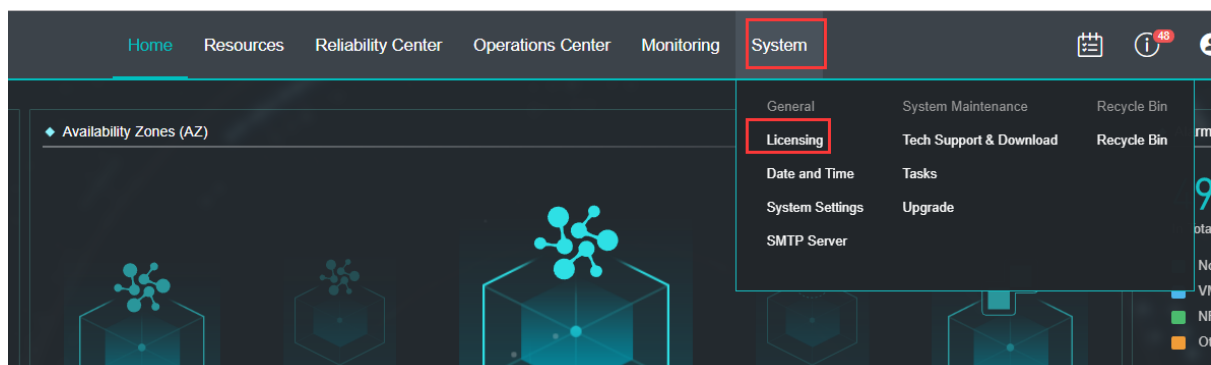 Home Resources Reliability Center Operations Center Monitoring System 48
General System Maintenance Recycle Bin
Availability Zones (AZ)
Licensing Tech Support & Download Recycle Bin
Date and Time Tasks
System Settings Upgrade
SMTP Server